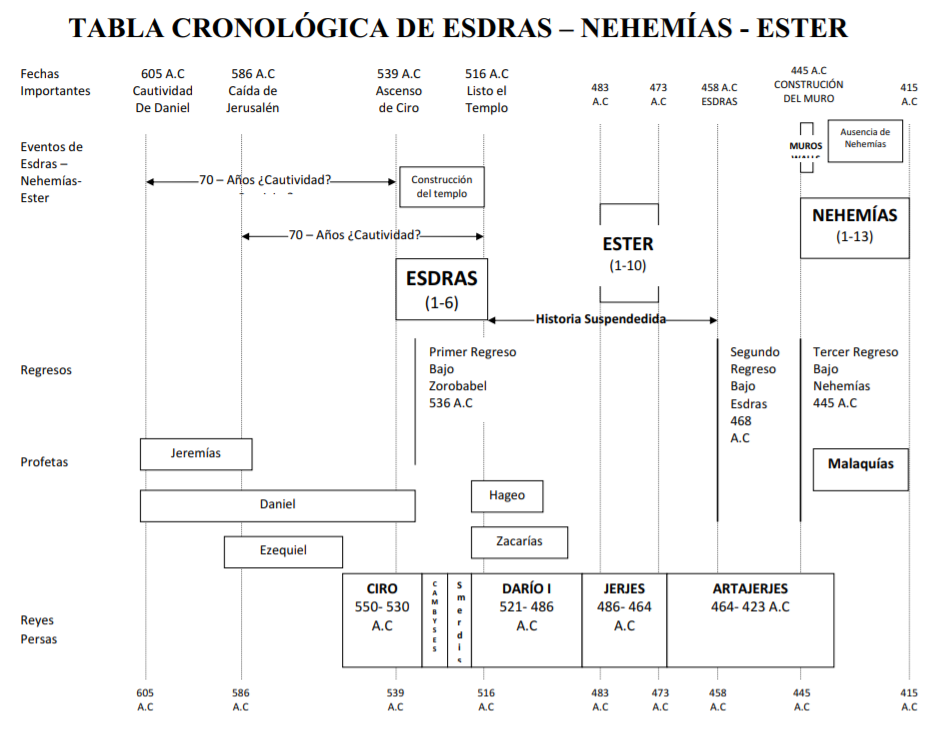 TABLA CRONOLÓGICA DE ESDRAS – NEHEMÍAS - ESTER
Fechas
Importantes
605 A.C
Cautividad
De Daniel
586 A.C
Caída de
Jerusalén
539 A.C
Ascenso
de Ciro
516 A.C
Listo el
Templo
483
A.C
473
A.C
458 A.C
ESDRAS
445 A.C
CONSTRUCIÓN
DEL MURO
415
A.C
Eventos de
Esdras –
Nehemías-
Ester
70 – Años ¿Cautividad?
Construcción
del templo
MUROS
Ausencia de
Nehemías
70 – Años ¿Cautividad?
ESDRAS
(1-6)
ESTER
(1-10)
NEHEMÍAS
(1-13)
Historia Suspendedida
Regresos
Primer Regreso
Bajo
Zorobabel
536 A.C
Segundo
Regreso
Bajo
Esdras
468
A.C
Tercer Regreso
Bajo
Nehemías
445 A.C
Profetas
Jeremías
Malaquías
Daniel
Hageo
Ezequiel
Zacarías
Reyes
Persas
CIRO
550- 530
A.C
CAMBYSES
Smerdis
DARÍO I
521- 486
A.C
JERJES
486- 464
A.C
ARTAJERJES
464- 423 A.C
605
A.C
586
A.C
539
A.C
516
A.C
483
A.C
473
A.C
458
A.C
445
A.C
415
A.C